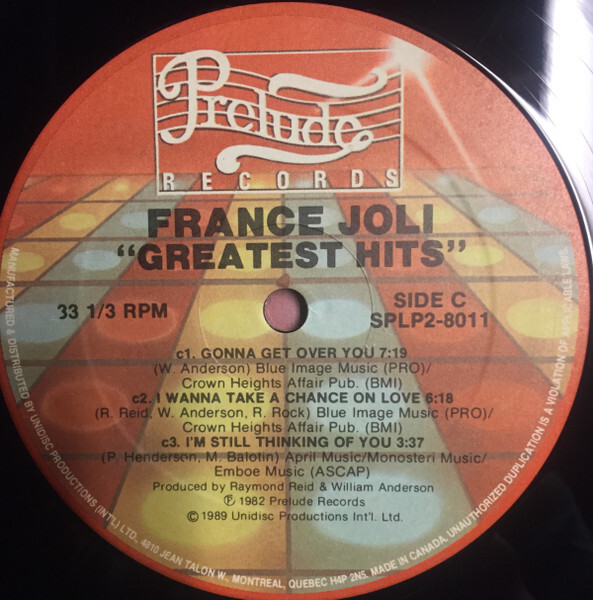 Prelude
RECORDS
FRANCE JOLI
"GREATEST HITS"
33 1/3 RPM
SIDE C
SPLP2-8011
c1. GONNA GET OVER YOU 7:19
(W. Anderson) Blue Image Music (PRO)/
Crown Heights Affair Pub. (BMI)
c2. I WANNA TAKE A CHANCE ON LOVE 6:18
(R. Reid, W. Anderson, R. Rock) Blue Image Music (PRO)/
Crown Heights Affair Pub. (BMI)
c3. I'M STILL THINKING OF YOU 3:37
(P. Henderson, M. Balotin) April Music/Monosteri Music/
Emboe Music (ASCAP)
Produced by Raymond Reid & William Anderson
℗ 1982 Prelude Records
© 1989 Unidisc Productions Int'l. Ltd.
MANUFACTURED & DISTRIBUTED BY UNIDISC PRODUCTIONS (INT'L) LTD. 4810 JEAN TALON W., MONTREAL, QUEBEC H4P 2N5. MADE IN CANADA. UNAUTHORIZED DUPLICATION IS A VIOLATION OF APPLICABLE LAWS.